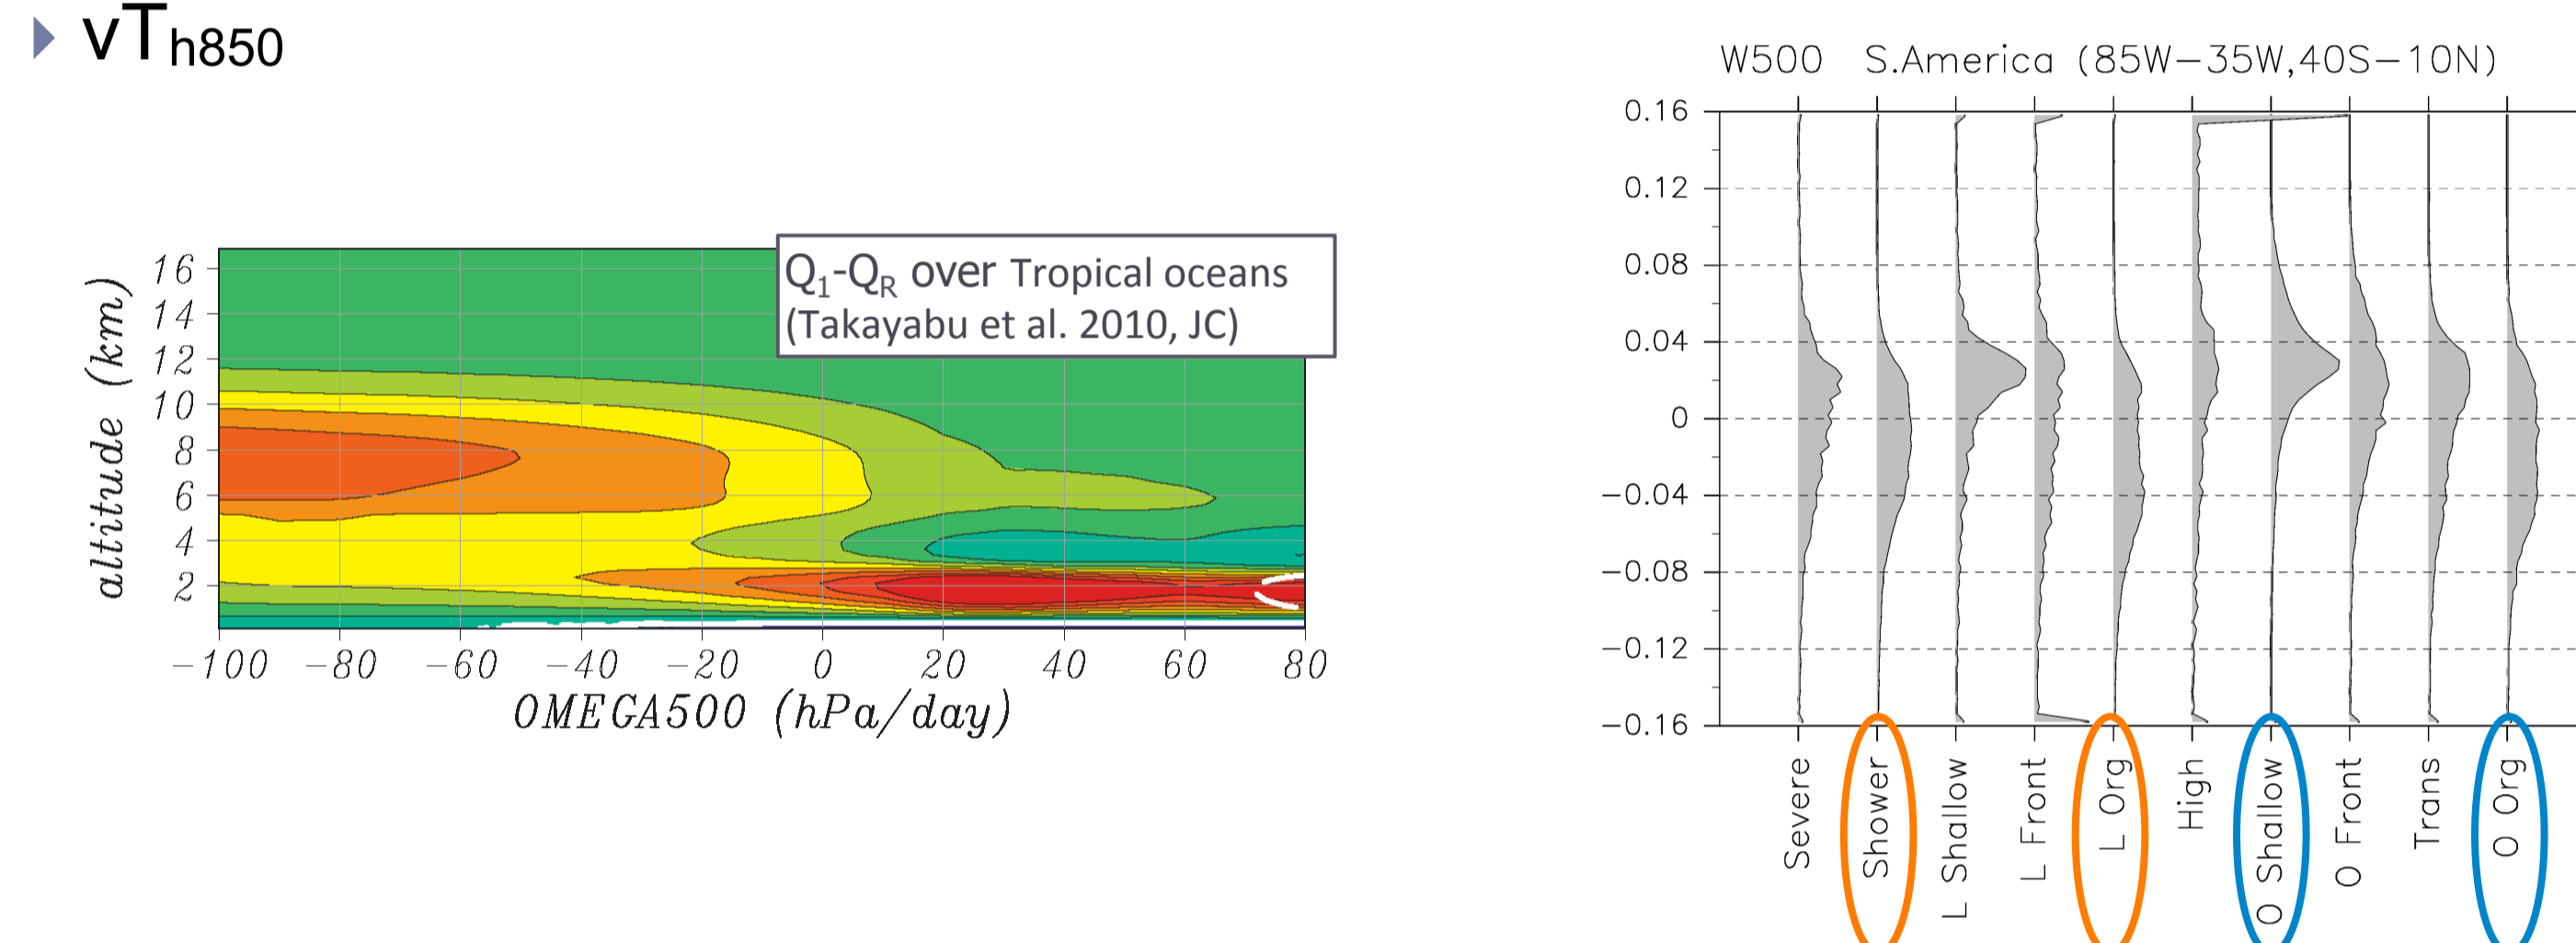 vTh850
Q1-QR over Tropical oceans
(Takayabu et al. 2010, JC)
altitude (km)
16
14
12
10
8
6
4
2
-100 -80 -60 -40 -20 0 20 40 60 80
OMEGA500 (hPa/day)
W500 S.America (85W-35W,40S-10N)
0.16
0.12
0.08
0.04
0
-0.04
-0.08
-0.12
-0.16
Severe
Shower
L Shallow
L Front
L Org
High
O Shallow
O Front
Trans
O Org